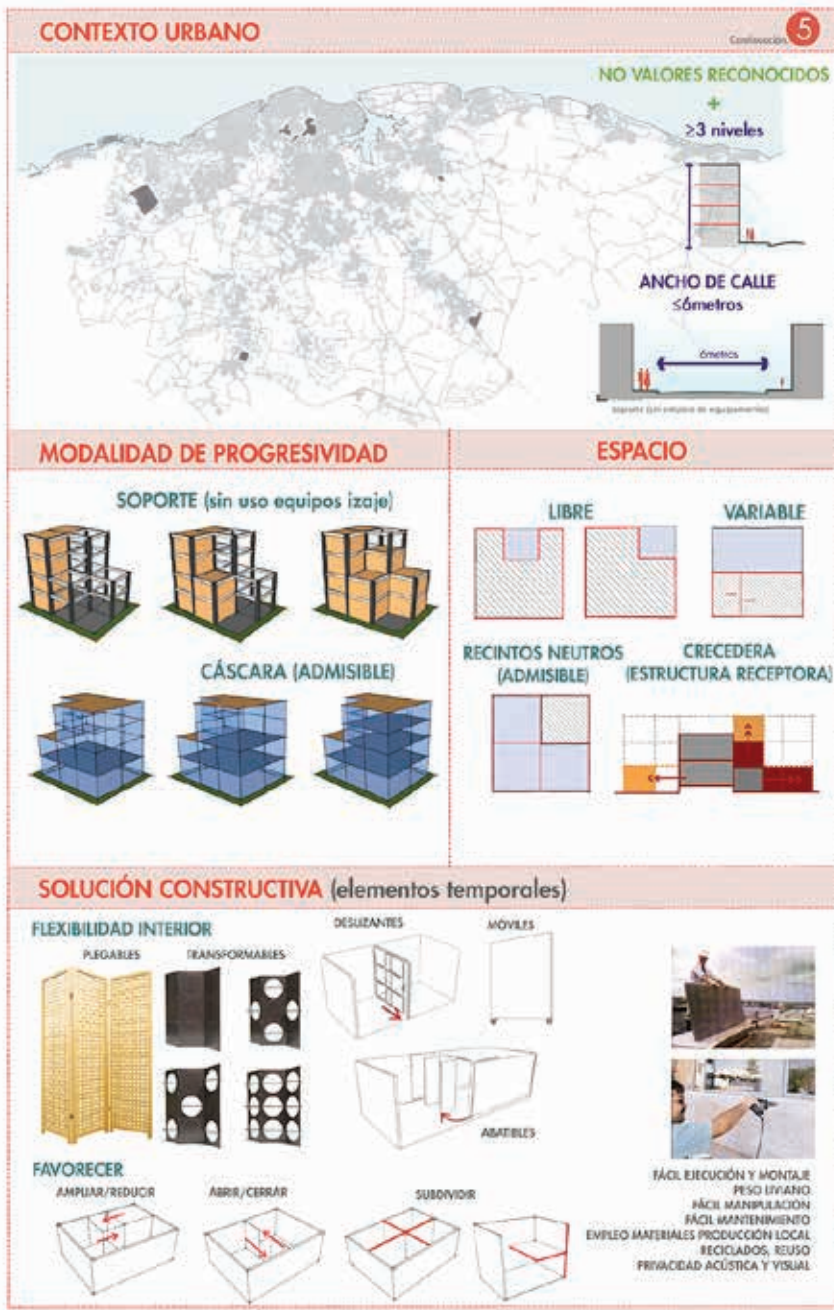 CONTEXTO URBANO
5
NO VALORES RECONOCIDOS
+
≥3 niveles
ANCHO DE CALLE
≤6metros
6metros
MODALIDAD DE PROGRESIVIDAD
SOPORTE (sin uso equipos izaje)
CÁSCARA (ADMISIBLE)
ESPACIO
LIBRE
VARIABLE
RECINTOS NEUTROS
(ADMISIBLE)
CRECEDERA
(ESTRUCTURA RECEPTORA)
SOLUCIÓN CONSTRUCTIVA (elementos temporales)
FLEXIBILIDAD INTERIOR
PLEGABLES
TRANSFORMABLES
DESLIZANTES
MÓVILES
ABATIBLES
FAVORECER
AMPLIAR/REDUCIR
ABRIR/CERRAR
SUBDIVIDIR
FÁCIL EJECUCIÓN Y MONTAJE
PESO LIVIANO
FÁCIL MANIPULACIÓN
FÁCIL MANTENIMIENTO
EMPLEO MATERIALES PRODUCCIÓN LOCAL
RECICLADOS, REUSO
PRIVACIDAD ACÚSTICA Y VISUAL